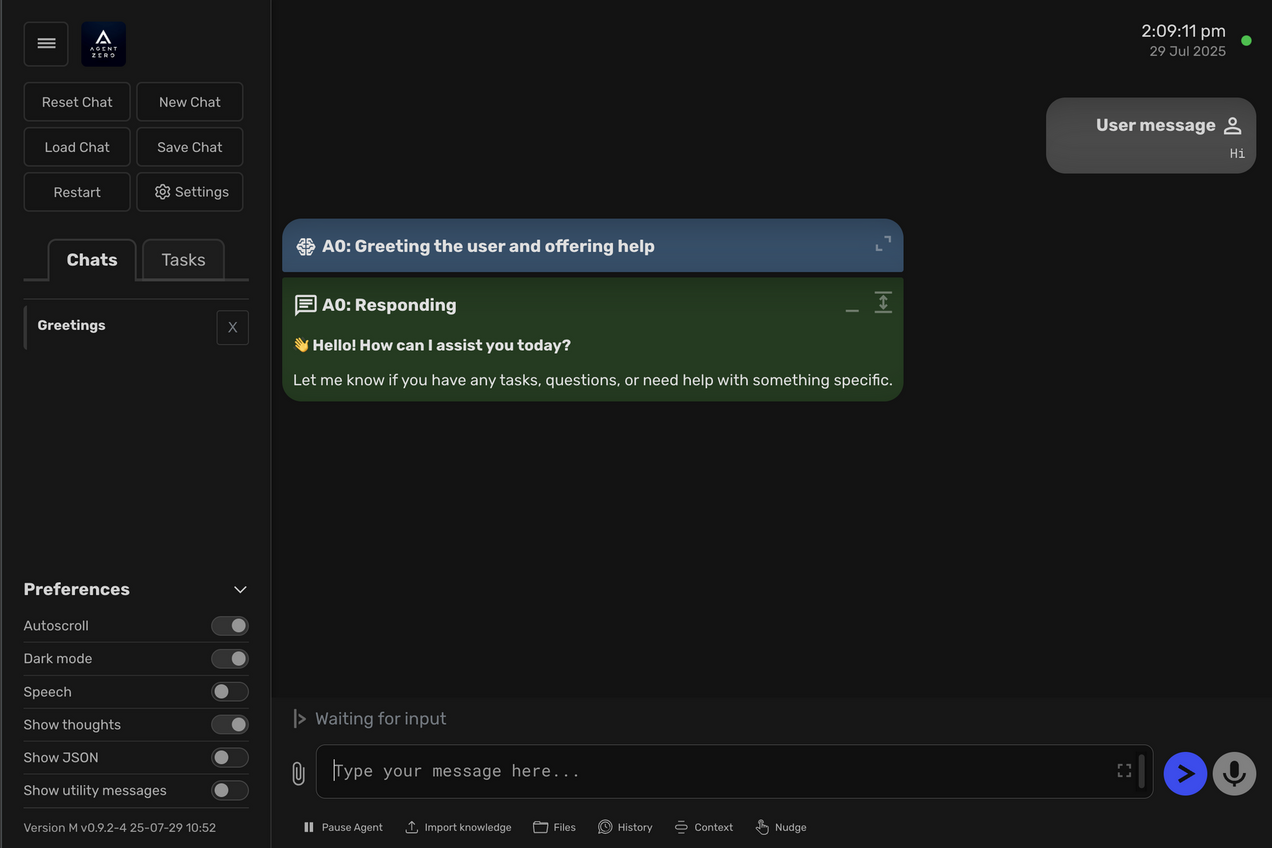 AGENT
ZERO
Reset Chat
New Chat
Load Chat
Save Chat
Restart
Settings
Chats
Tasks
Greetings
X
Preferences
Autoscroll
Dark mode
Speech
Show thoughts
Show JSON
Show utility messages
Version M v0.9.2-4 25-07-29 10:52
2:09:11 pm
29 Jul 2025
User message
Hi
A0: Greeting the user and offering help
A0: Responding
👋 Hello! How can I assist you today?
Let me know if you have any tasks, questions, or need help with something specific.
Waiting for input
Type your message here...
Pause Agent
Import knowledge
Files
History
Context
Nudge